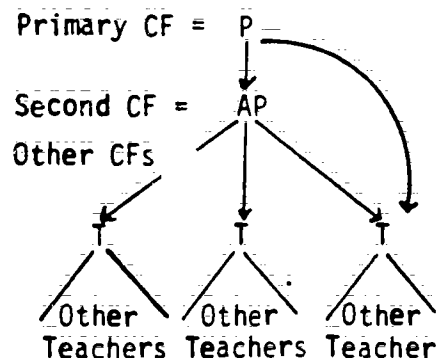 Primary CF = P
Second CF = AP
Other CFs
T T T
Other Other Other
Teachers Teachers Teacher